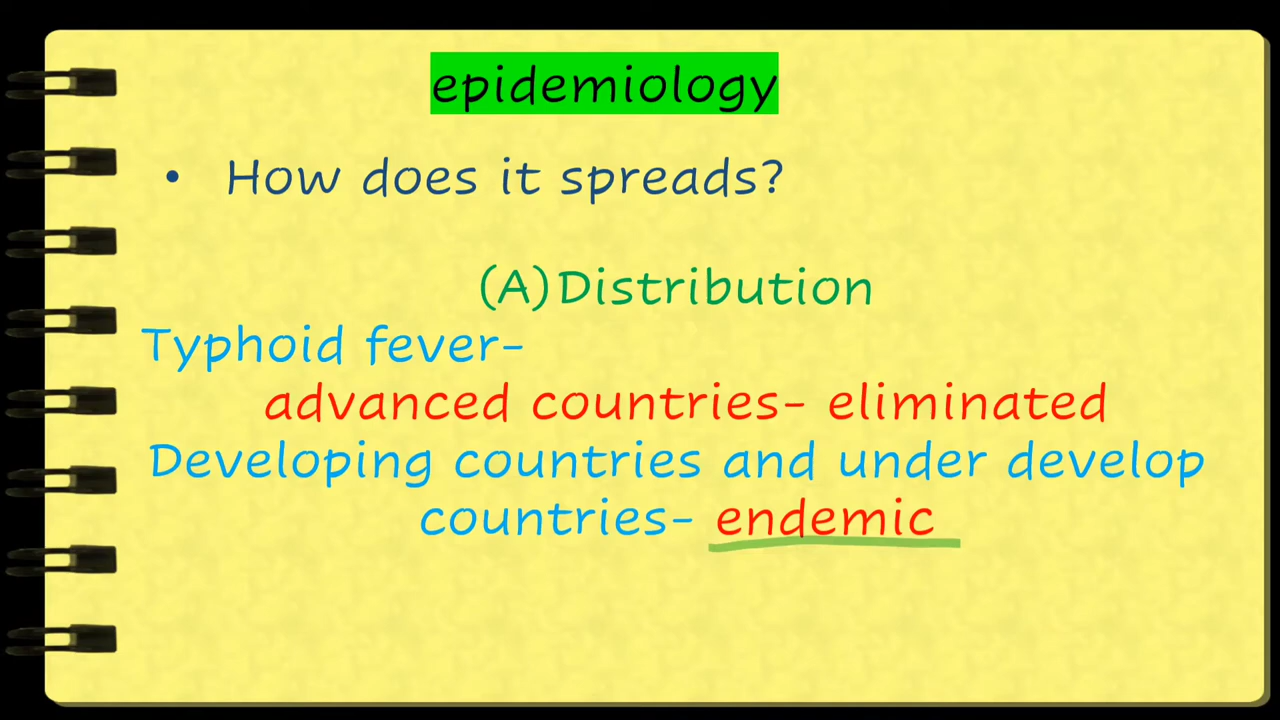 epidemiology
• How does it spreads?
(A)Distribution
Typhoid fever-
advanced countries- eliminated
Developing countries and under develop
countries- endemic